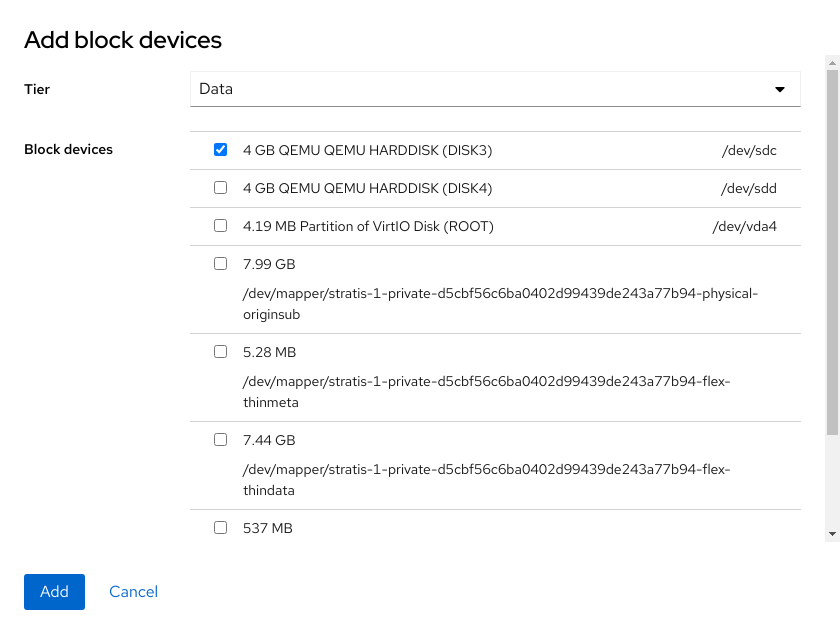 Add block devices
Tier
Data
Block devices
4 GB QEMU QEMU HARDDISK (DISK3) /dev/sdc
4 GB QEMU QEMU HARDDISK (DISK4) /dev/sdd
4.19 MB Partition of VirtIO Disk (ROOT) /dev/vda4
7.99 GB
/dev/mapper/stratis-1-private-d5cbf56c6ba0402d99439de243a77b94-physical-
originsub
5.28 MB
/dev/mapper/stratis-1-private-d5cbf56c6ba0402d99439de243a77b94-flex-
thinmeta
7.44 GB
/dev/mapper/stratis-1-private-d5cbf56c6ba0402d99439de243a77b94-flex-
thindata
537 MB
Add Cancel